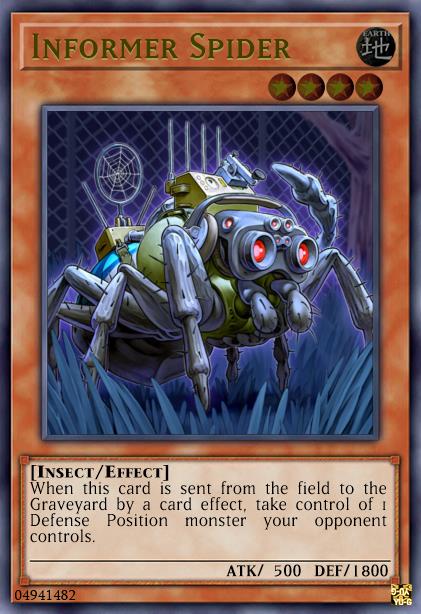 Informer Spider
EARTH
地
[Insect/Effect]
When this card is sent from the field to the
Graveyard by a card effect, take control of 1
Defense Position monster your opponent
controls.
ATK/ 500 DEF/1800
04941482